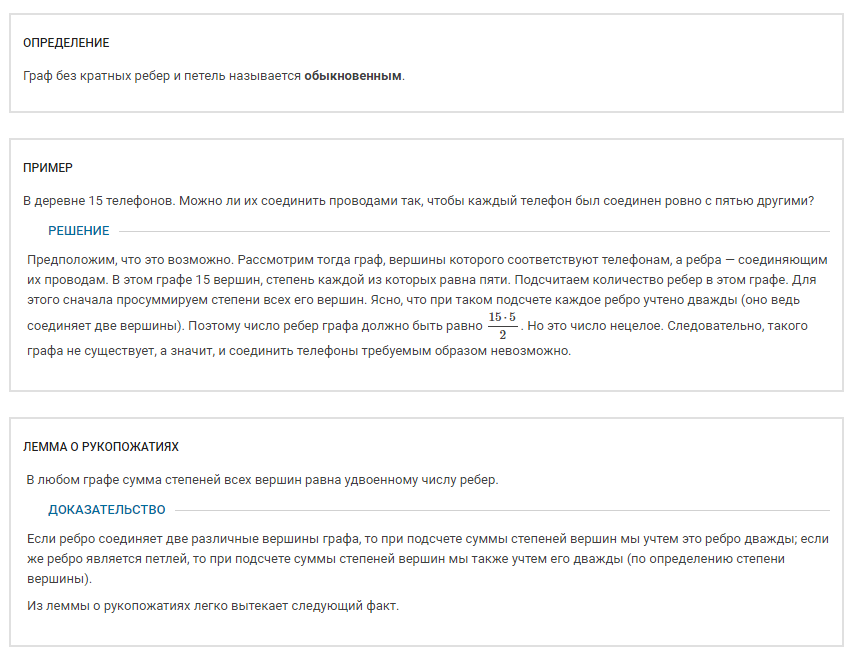 ОПРЕДЕЛЕНИЕ
Граф без кратных ребер и петель называется обыкновенным.
ПРИМЕР
В деревне 15 телефонов. Можно ли их соединить проводами так, чтобы каждый телефон был соединен ровно с пятью другими?
РЕШЕНИЕ
Предположим, что это возможно. Рассмотрим тогда граф, вершины которого соответствуют телефонам, а ребра — соединяющим
их проводам. В этом графе 15 вершин, степень каждой из которых равна пяти. Подсчитаем количество ребер в этом графе. Для
этого сначала просуммируем степени всех его вершин. Ясно, что при таком подсчете каждое ребро учтено дважды (оно ведь
соединяет две вершины). Поэтому число ребер графа должно быть равно 15·5/2. Но это число нецелое. Следовательно, такого
графа не существует, а значит, и соединить телефоны требуемым образом невозможно.
ЛЕММА О РУКОПОЖАТИЯХ
В любом графе сумма степеней всех вершин равна удвоенному числу ребер.
ДОКАЗАТЕЛЬСТВО
Если ребро соединяет две различные вершины графа, то при подсчете суммы степеней вершин мы учтем это ребро дважды; если
же ребро является петлей, то при подсчете суммы степеней вершин мы также учтем его дважды (по определению степени
вершины).
Из леммы о рукопожатиях легко вытекает следующий факт.